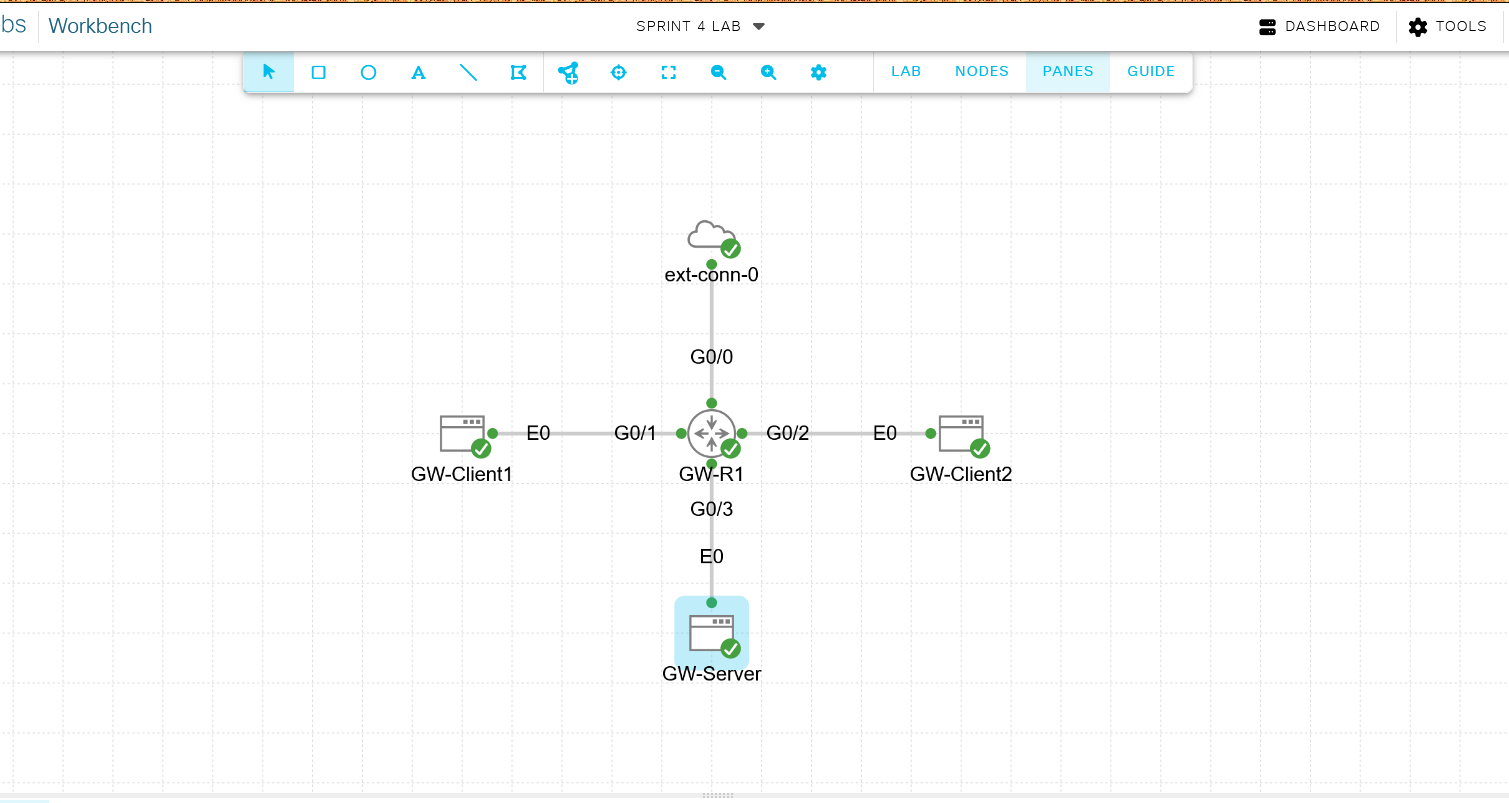 bs Workbench SPRINT 4 LAB DASHBOARD TOOLS
A LAB NODES PANES GUIDE
ext-conn-0
G0/0
E0 G0/1 G0/2 E0
GW-Client1 GW-R1 GW-Client2
G0/3
E0
GW-Server